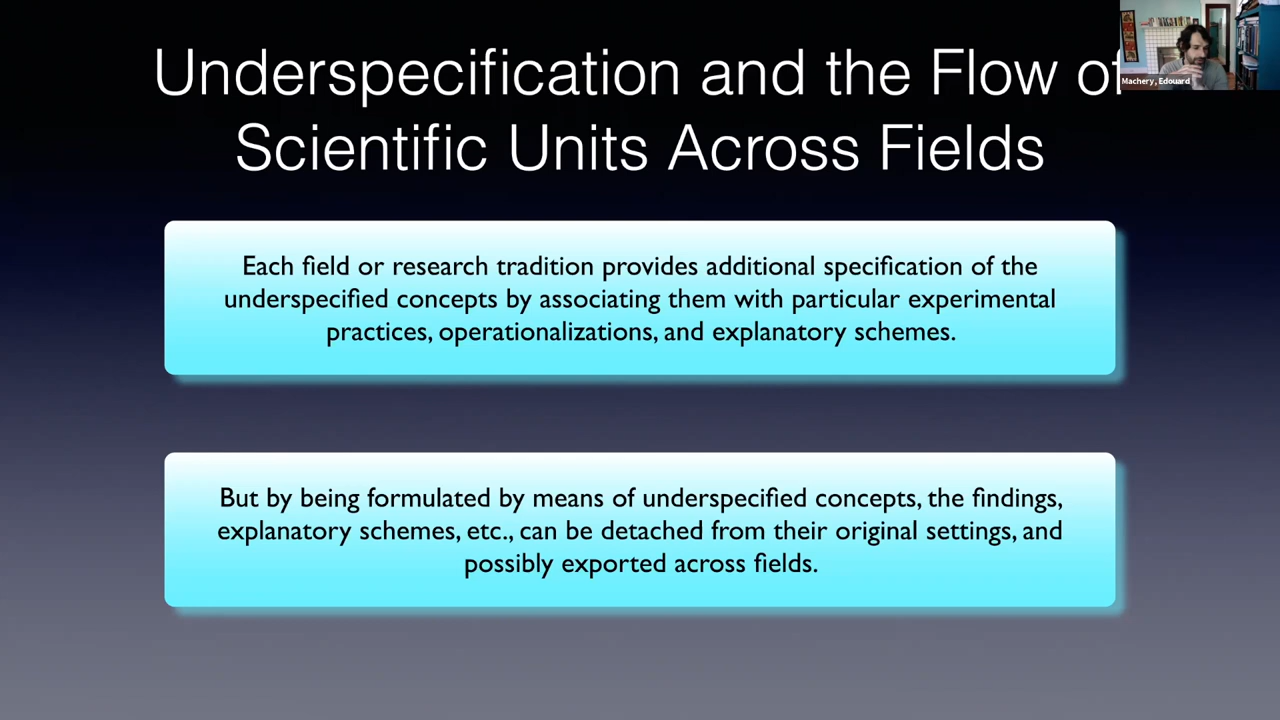 Underspecification and the Flow of
Scientific Units Across Fields
Machery, Edouard
Each field or research tradition provides additional specification of the
underspecified concepts by associating them with particular experimental
practices, operationalizations, and explanatory schemes.
But by being formulated by means of underspecified concepts, the findings,
explanatory schemes, etc., can be detached from their original settings, and
possibly exported across fields.